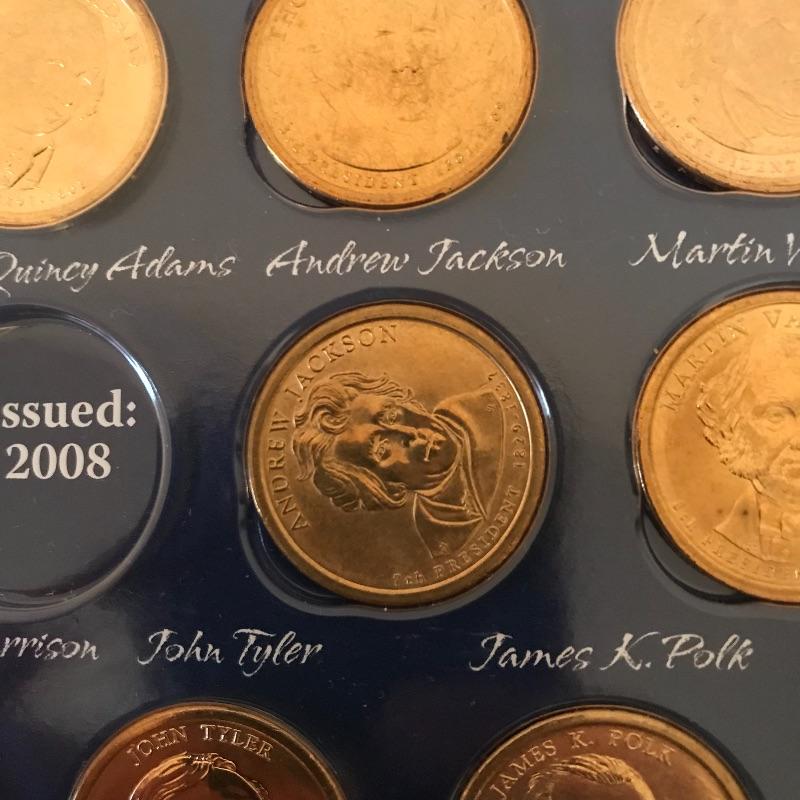 PRESIDENT
PRESIDENT
Quincy Adams
Andrew Jackson
Martin V
ssued:
2008
ANDREW JACKSON
7th PRESIDENT
1829-1837
MARTIN VA
rrison
John Tyler
James K. Polk
JOHN TYLER
JAMES K. POLK